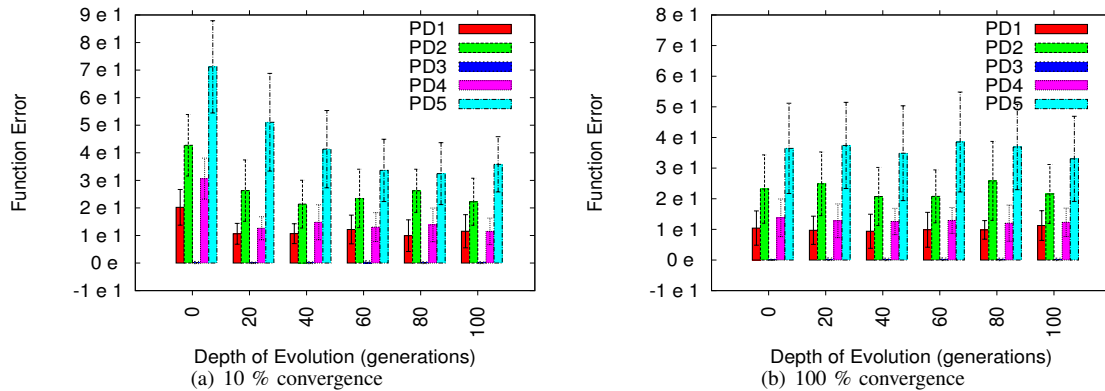 9 e 1
8 e 1
7 e 1
6 e 1
5 e 1
4 e 1
3 e 1
2 e 1
1 e 1
0 e
-1 e 1
Function Error
PD1
PD2
PD3
PD4
PD5
0
20
40
60
80
100
Depth of Evolution (generations)
(a) 10 % convergence
8 e 1
7 e 1
6 e 1
5 e 1
4 e 1
3 e 1
2 e 1
1 e 1
0 e
-1 e 1
Function Error
PD1
PD2
PD3
PD4
PD5
0
20
40
60
80
100
Depth of Evolution (generations)
(b) 100 % convergence